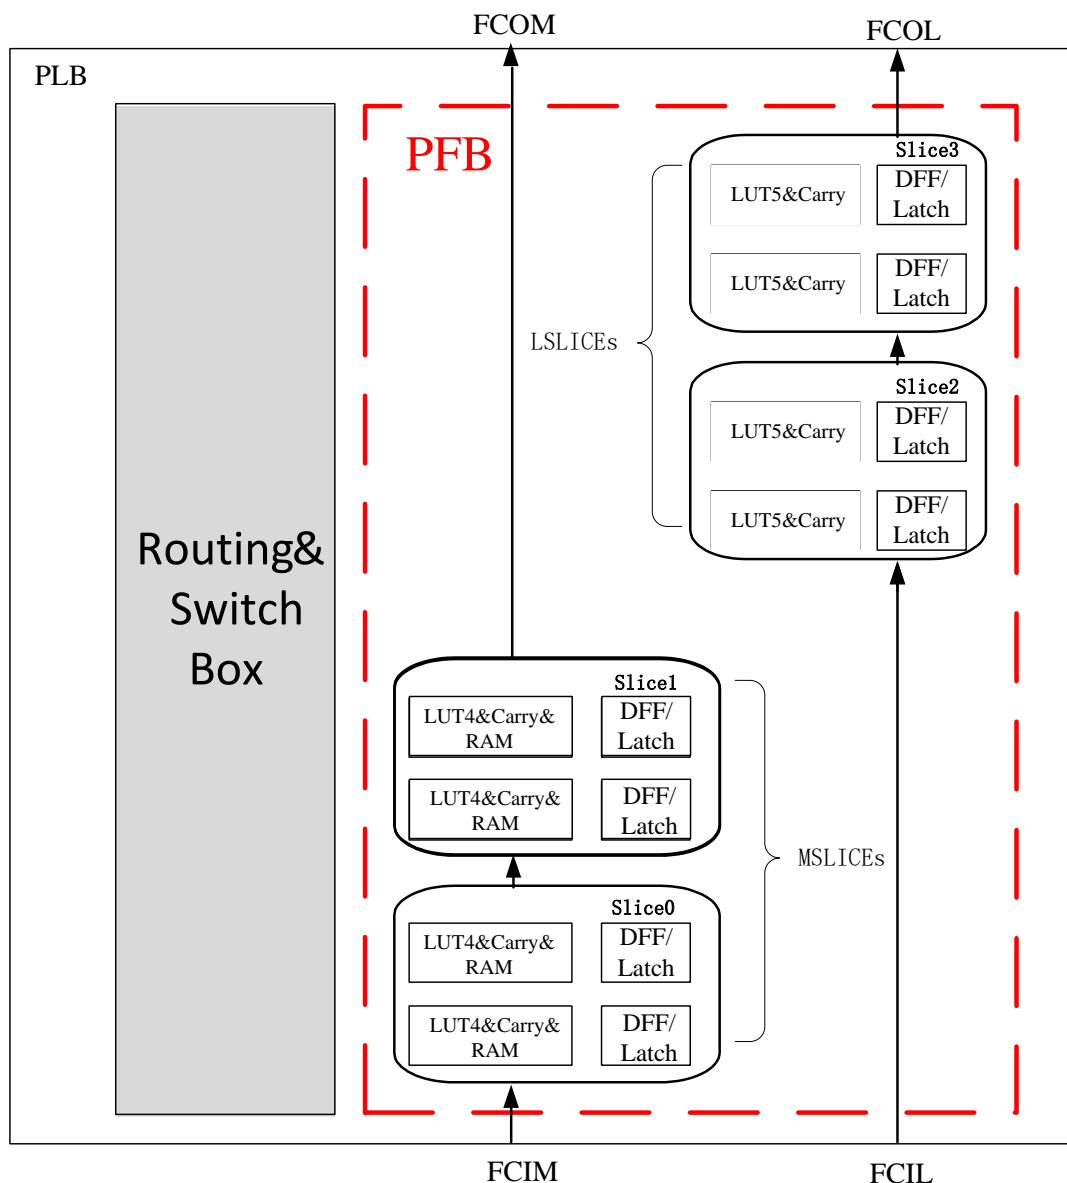 FCOM
FCOL
PLB
PFB
Slice3
LUT5&Carry
DFF/
Latch
LUT5&Carry
DFF/
Latch
LSLICEs
Slice2
LUT5&Carry
DFF/
Latch
LUT5&Carry
DFF/
Latch
Routing&
Switch
Box
Slice1
LUT4&Carry&
RAM
DFF/
Latch
LUT4&Carry&
RAM
DFF/
Latch
MSLICEs
Slice0
LUT4&Carry&
RAM
DFF/
Latch
LUT4&Carry&
RAM
DFF/
Latch
FCIM
FCIL